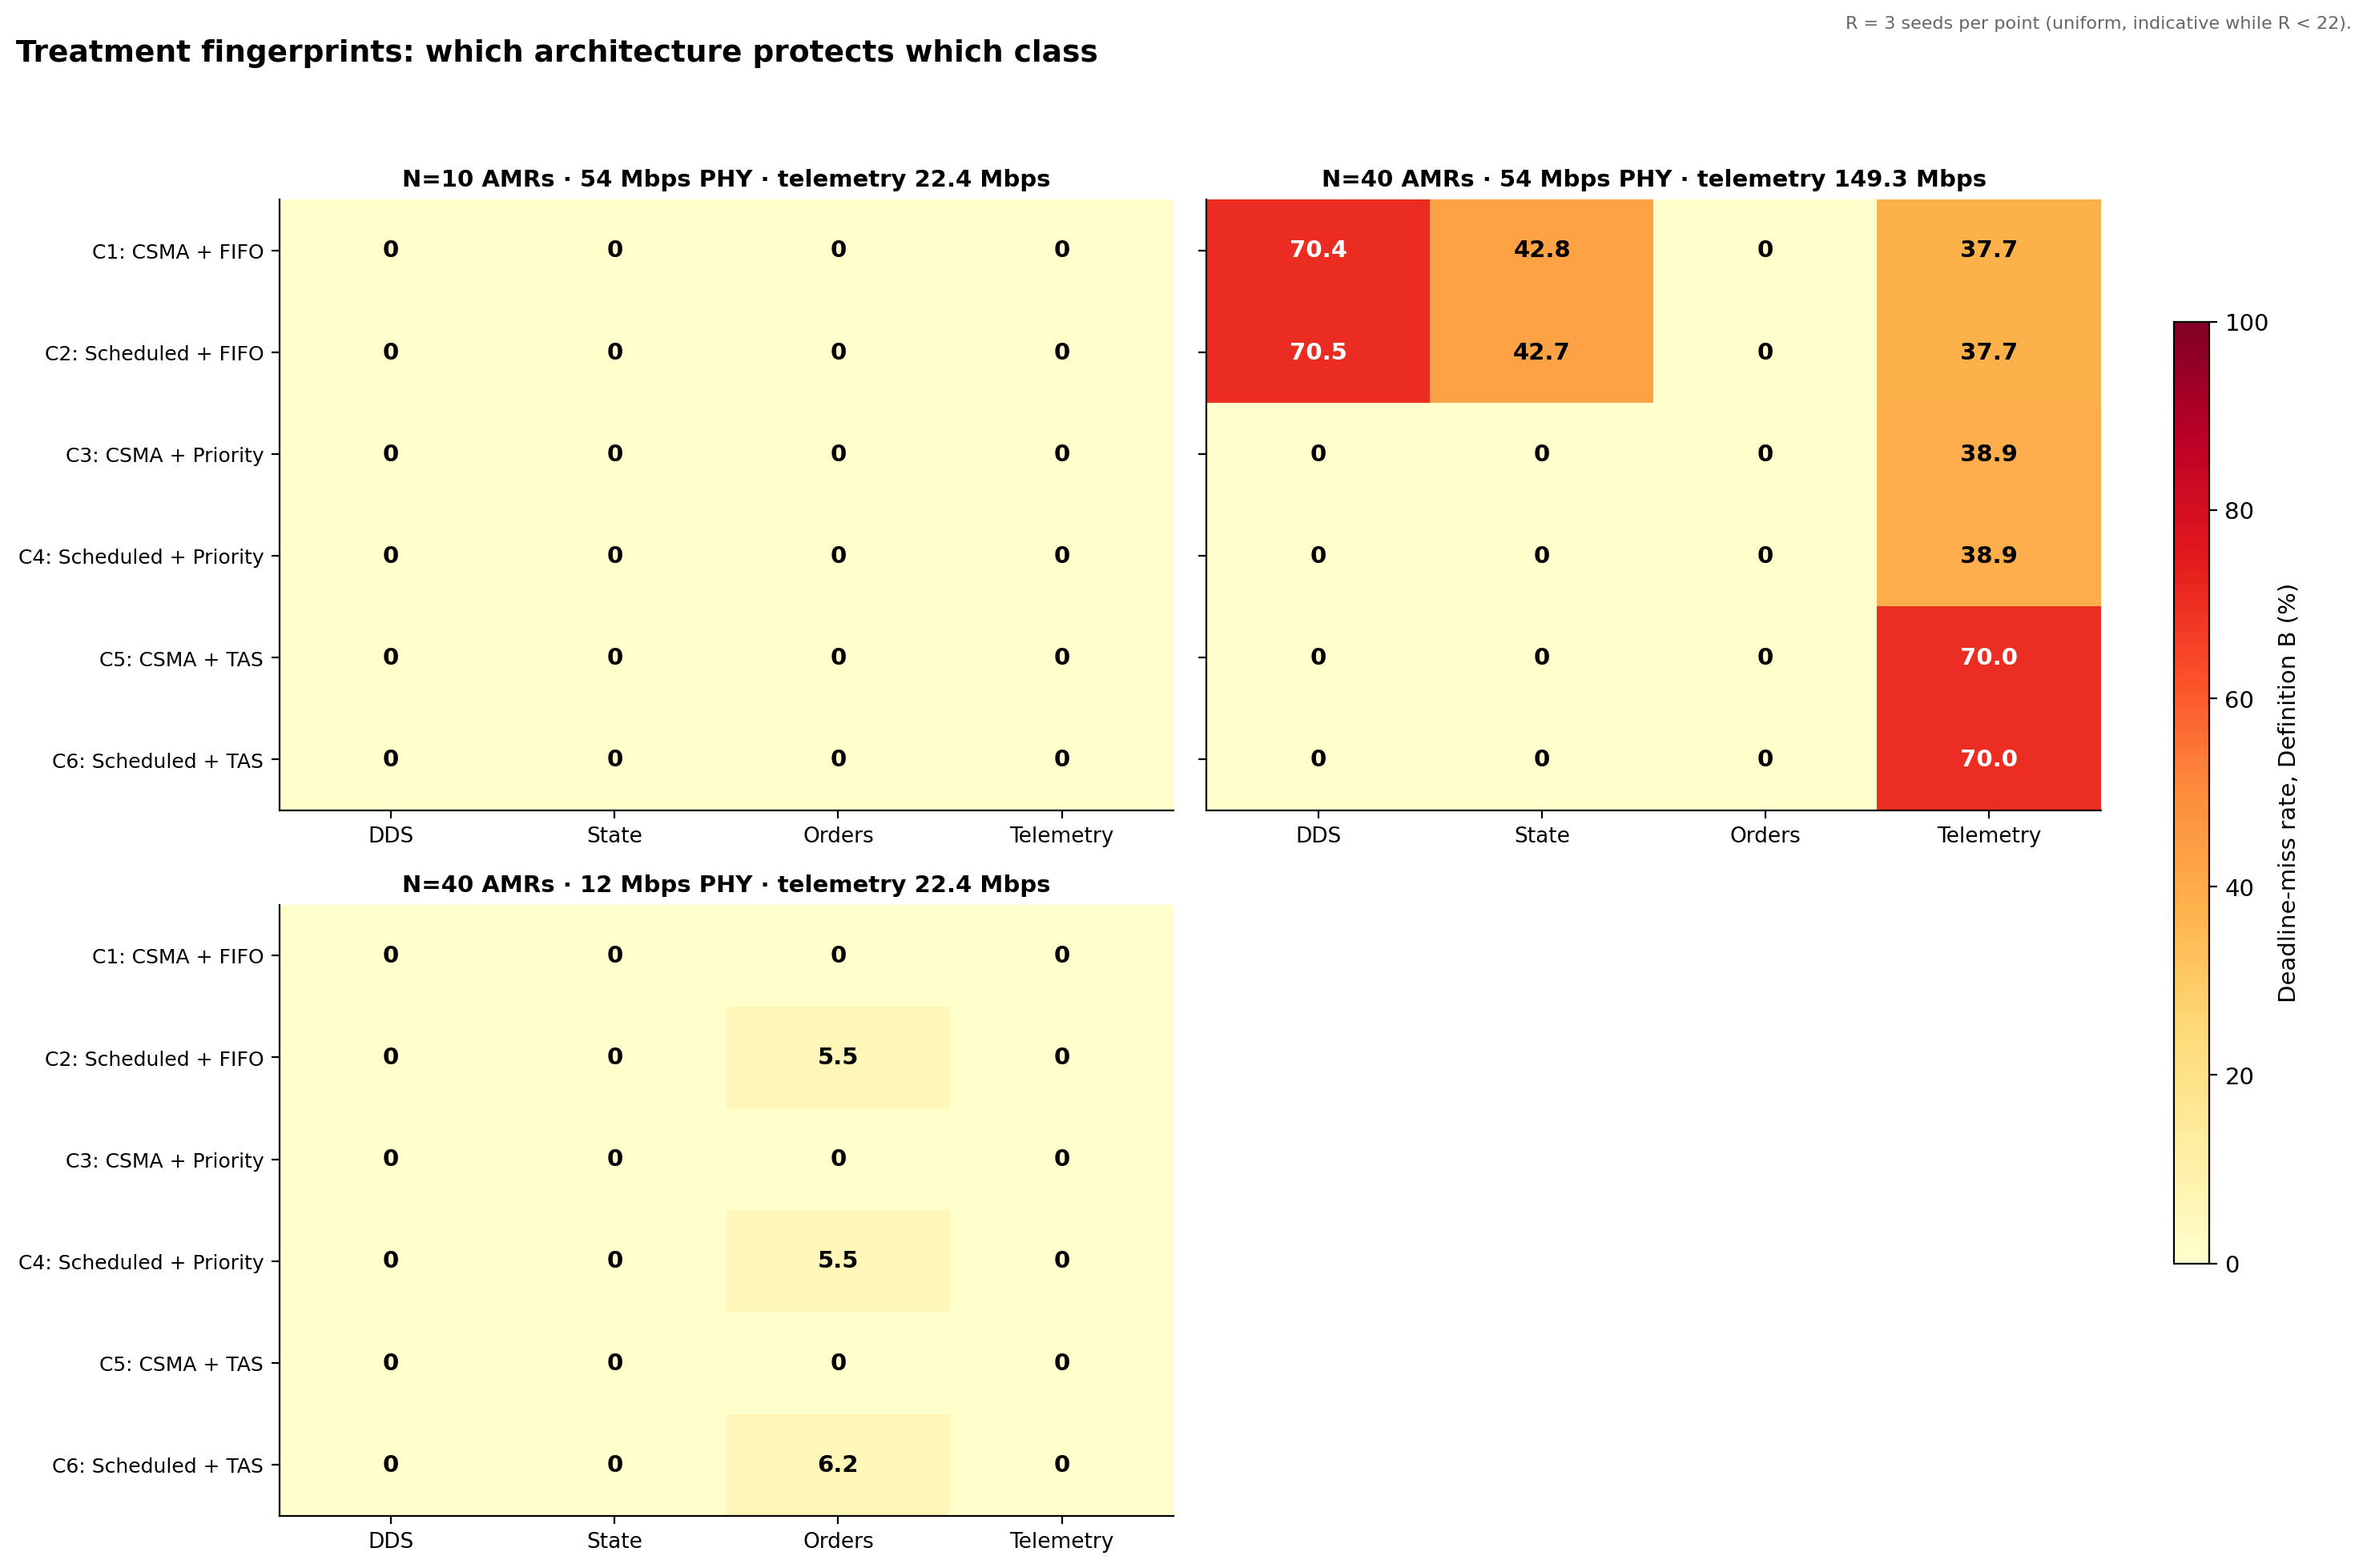 R = 3 seeds per point (uniform, indicative while R < 22).
Treatment fingerprints: which architecture protects which class
N=10 AMRs · 54 Mbps PHY · telemetry 22.4 Mbps
C1: CSMA + FIFO 0 0 0 0
C2: Scheduled + FIFO 0 0 0 0
C3: CSMA + Priority 0 0 0 0
C4: Scheduled + Priority 0 0 0 0
C5: CSMA + TAS 0 0 0 0
C6: Scheduled + TAS 0 0 0 0
DDS State Orders Telemetry
N=40 AMRs · 54 Mbps PHY · telemetry 149.3 Mbps
70.4 42.8 0 37.7
70.5 42.7 0 37.7
0 0 0 38.9
0 0 0 38.9
0 0 0 70.0
0 0 0 70.0
DDS State Orders Telemetry
N=40 AMRs · 12 Mbps PHY · telemetry 22.4 Mbps
C1: CSMA + FIFO 0 0 0 0
C2: Scheduled + FIFO 0 0 5.5 0
C3: CSMA + Priority 0 0 0 0
C4: Scheduled + Priority 0 0 5.5 0
C5: CSMA + TAS 0 0 0 0
C6: Scheduled + TAS 0 0 6.2 0
DDS State Orders Telemetry
100
80
60
40
20
0
Deadline-miss rate, Definition B (%)